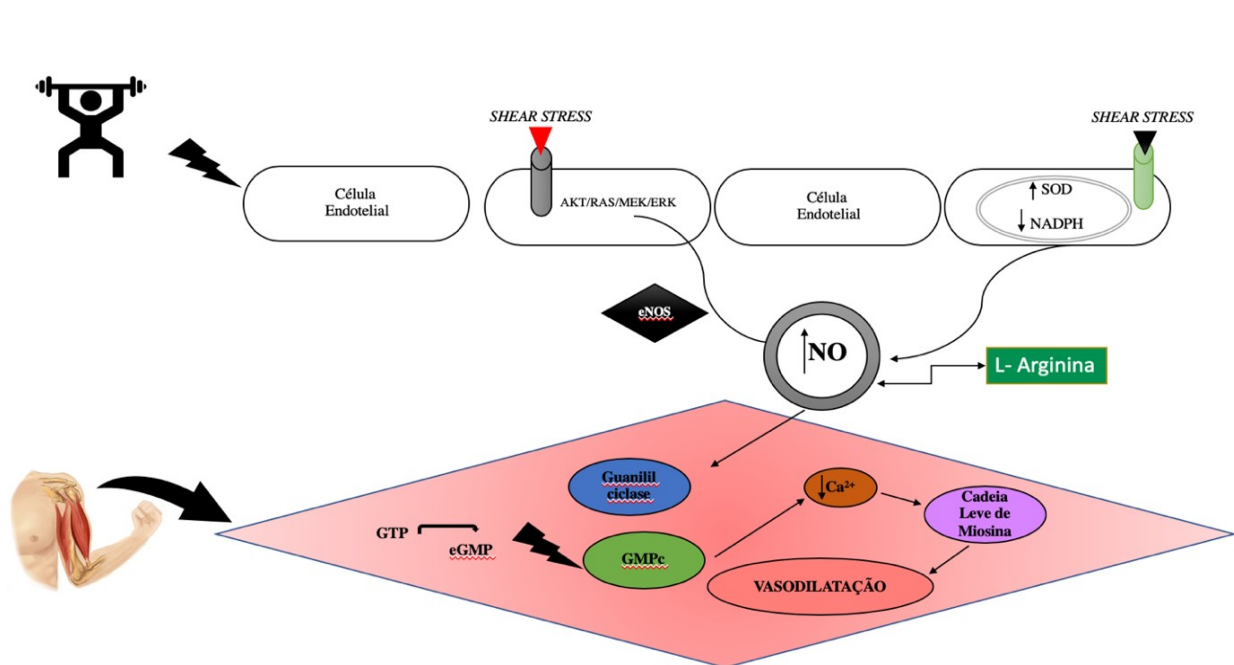 SHEAR STRESS
SHEAR STRESS
Célula
Endotelial
AKT/RAS/MEK/ERK
Célula
Endotelial
SOD
NADPH
eNOS
NO
L- Arginina
Guanilil
ciclase
Ca²⁺
Cadeia
Leve de
Miosina
GTP
eGMP
GMPc
VASODILATAÇÃO